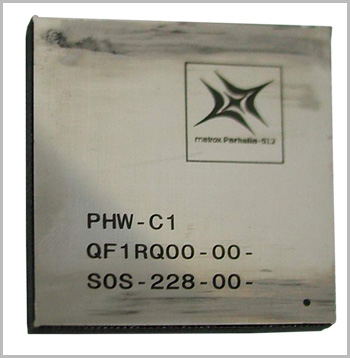 matrox Parhelia-512
PHW-C1
QF1RQ00-00-
SOS-228-00-